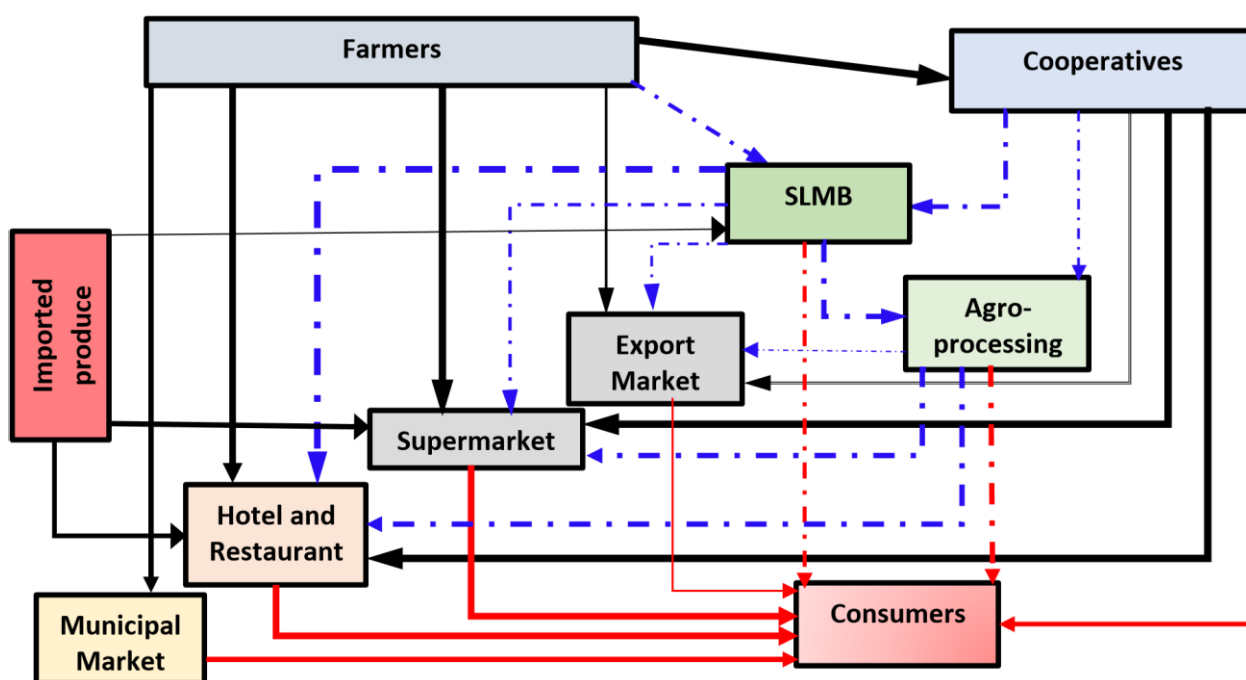 Farmers
Cooperatives
SLMB
Imported
produce
Agro-
processing
Export
Market
Supermarket
Hotel and
Restaurant
Consumers
Municipal
Market